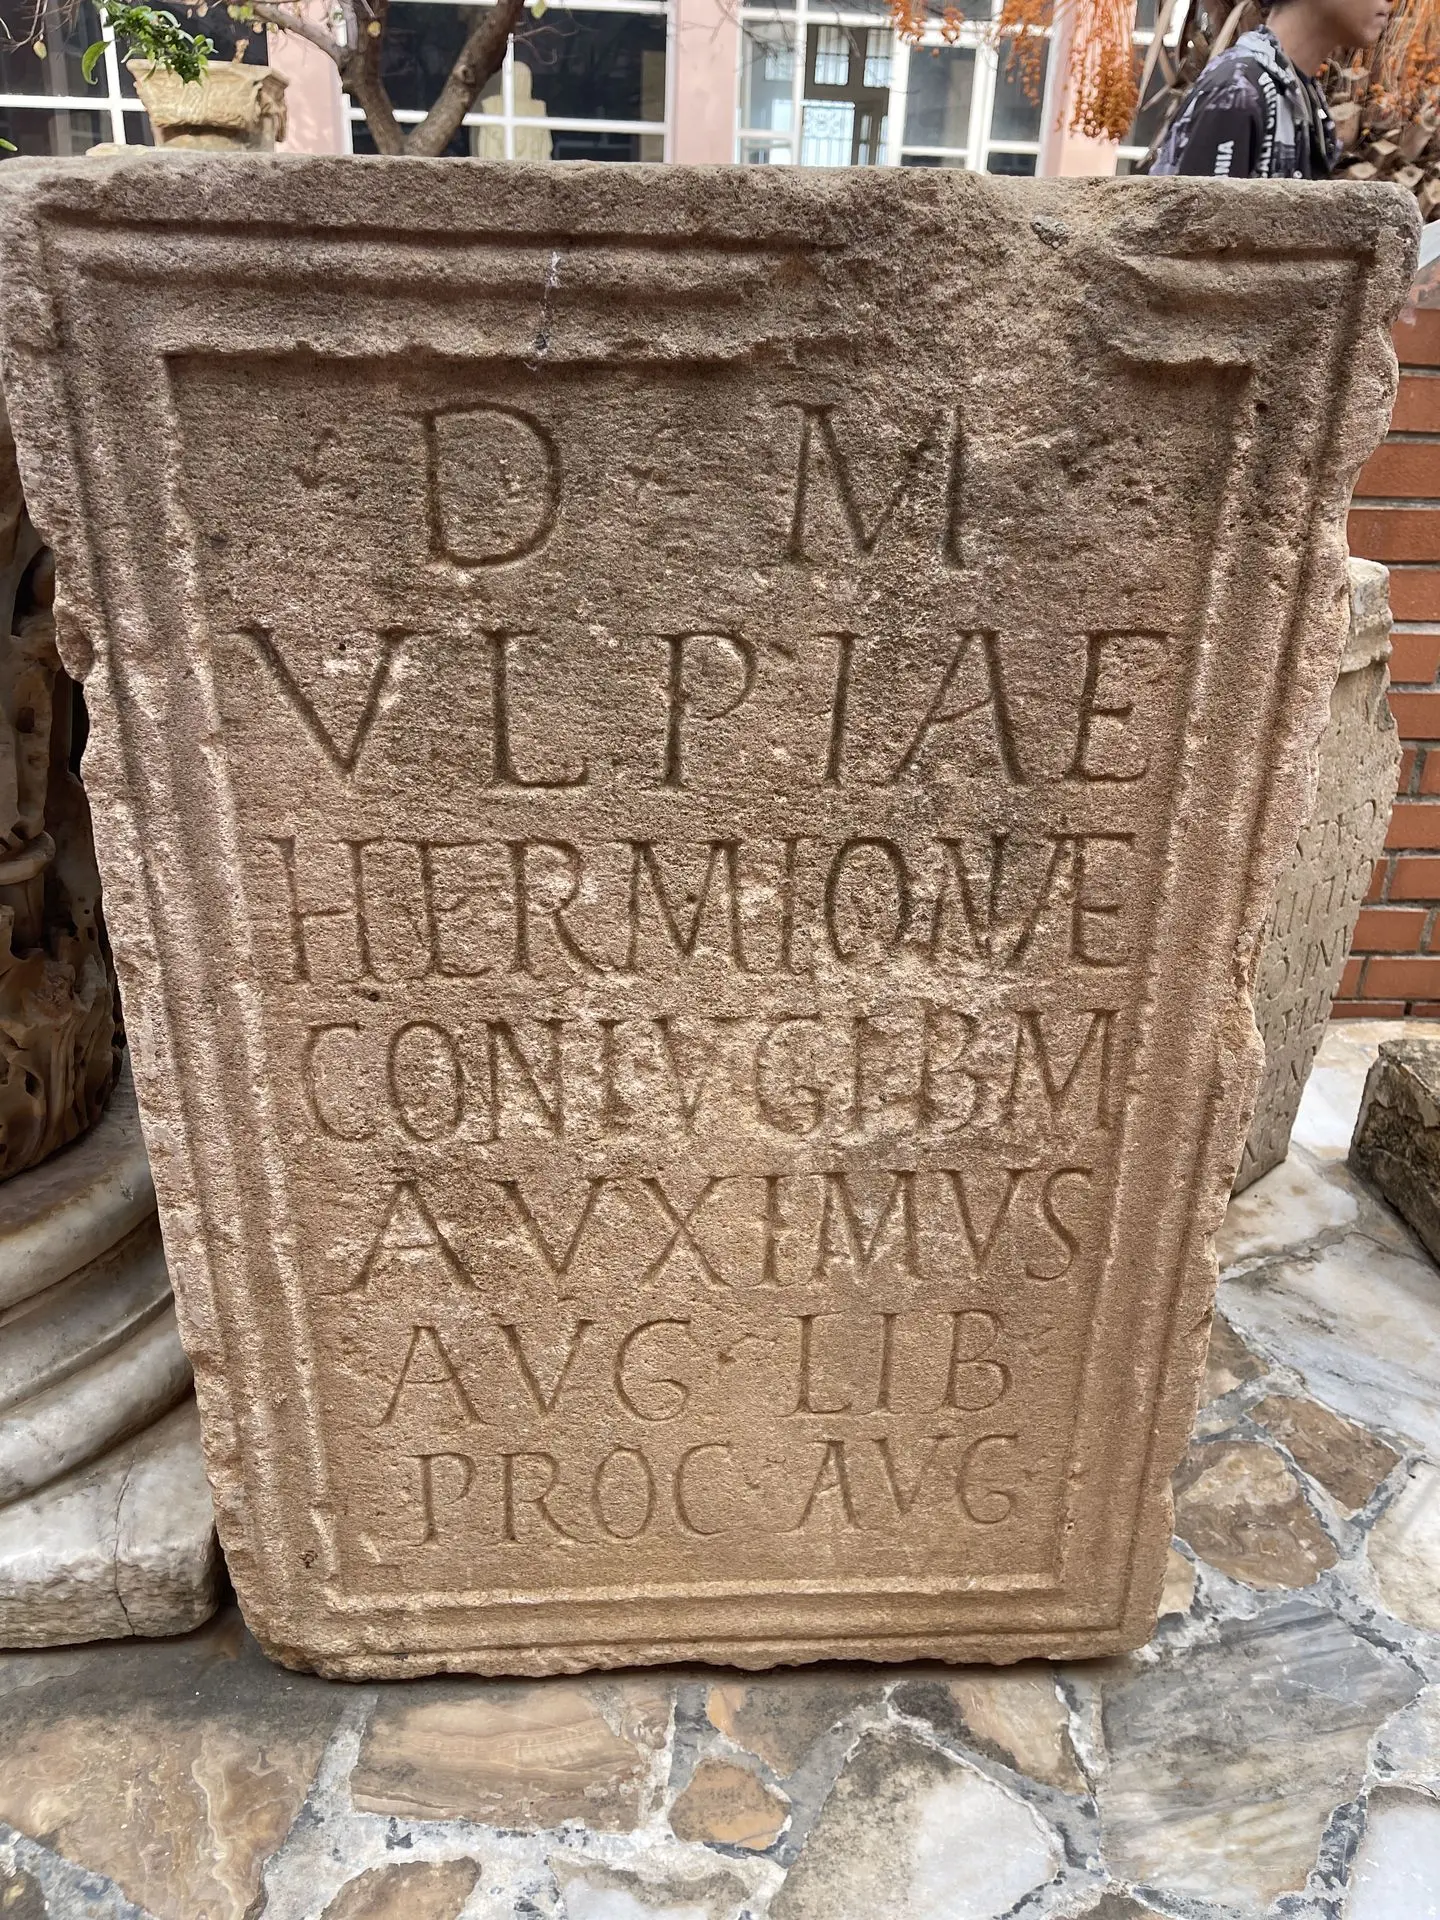 D M
VLPIAE
HERMIONAE
CONIVGI B M
AVXIMVS
AVG · LIB
PROC AVG